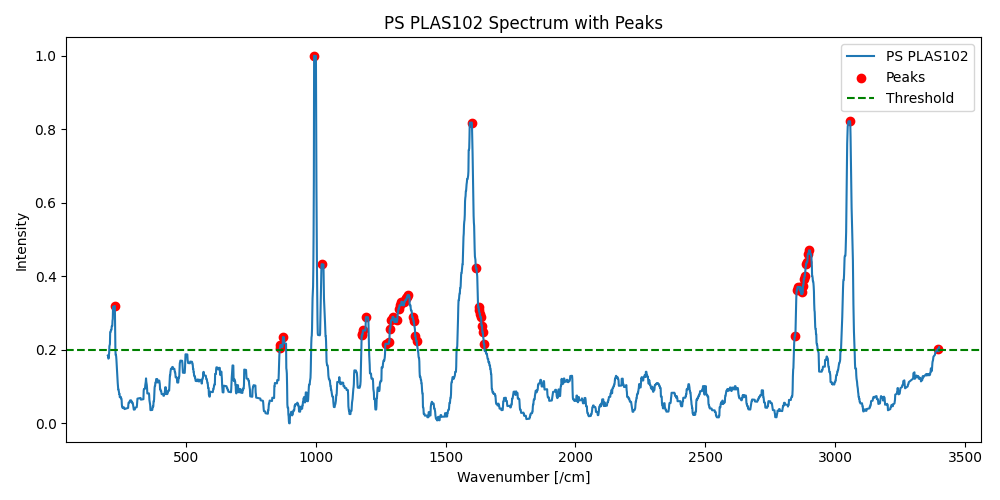 PS PLAS102 Spectrum with Peaks
PS PLAS102
Peaks
Threshold
1.0
0.8
0.6
0.4
0.2
0.0
Intensity
500
1000
1500
2000
2500
3000
3500
Wavenumber [/cm]